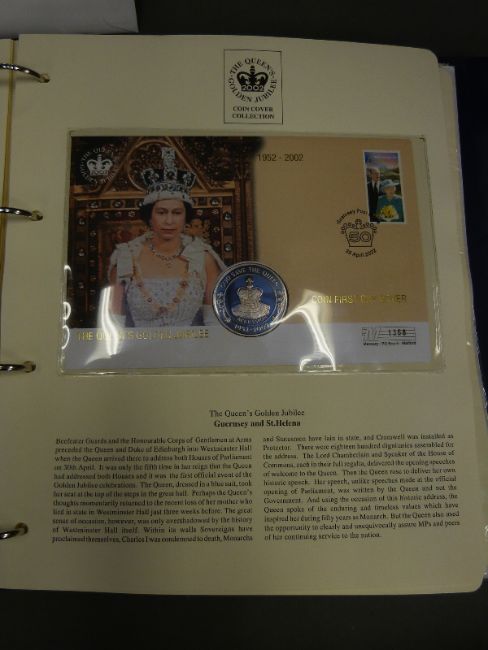 THE QUEEN'S
2002
GOLDEN JUBILEE
COIN COVER
COLLECTION
1952 - 2002
Guernsey Post
50
30 April 2002
GOD SAVE THE QUEEN
1952-2002
COIN FIRST DAY COVER
THE QUEEN'S GOLDEN JUBILEE
1358
The Queen's Golden Jubilee
Guernsey and St.Helena
Beefeater Guards and the Honourable Corps of Gentlemen at Arms
preceded the Queen and Duke of Edinburgh into Westminster Hall
when the Queen arrived there to address both Houses of Parliament
on 30th April. It was only the fifth time in her reign that the Queen
had addressed both Houses and it was the first official event of the
Golden Jubilee celebrations. The Queen, dressed in a blue suit, took
her seat at the top of the steps in the great hall. Perhaps the Queen's
thoughts momentarily returned to the recent loss of her mother who
lied in state in Westminster Hall just three weeks before. The great
sense of occasion, however, was only overshadowed by the history
of Westminster Hall itself. Within its walls Sovereigns have
proclaimed themselves, Charles I was condemned to death, Monarchs
and Statesmen have lain in state, and Cromwell was installed as
Protector. There were eighteen hundred dignitaries assembled for
the address. The Lord Chamberlain and Speaker of the House of
Commons, each in their full regalia, delivered the opening speeches
of welcome to the Queen. Then the Queen rose to deliver her own
historic speech. Her speech, unlike speeches made at the official
opening of Parliament, was written by the Queen and not the
Government. And using the occasion of this historic address, the
Queen spoke of the enduring and timeless values which have
inspired her during fifty years as Monarch. But the Queen also used
the opportunity to clearly and unequivocally assure MPs and peers
of her continuing service to the nation.